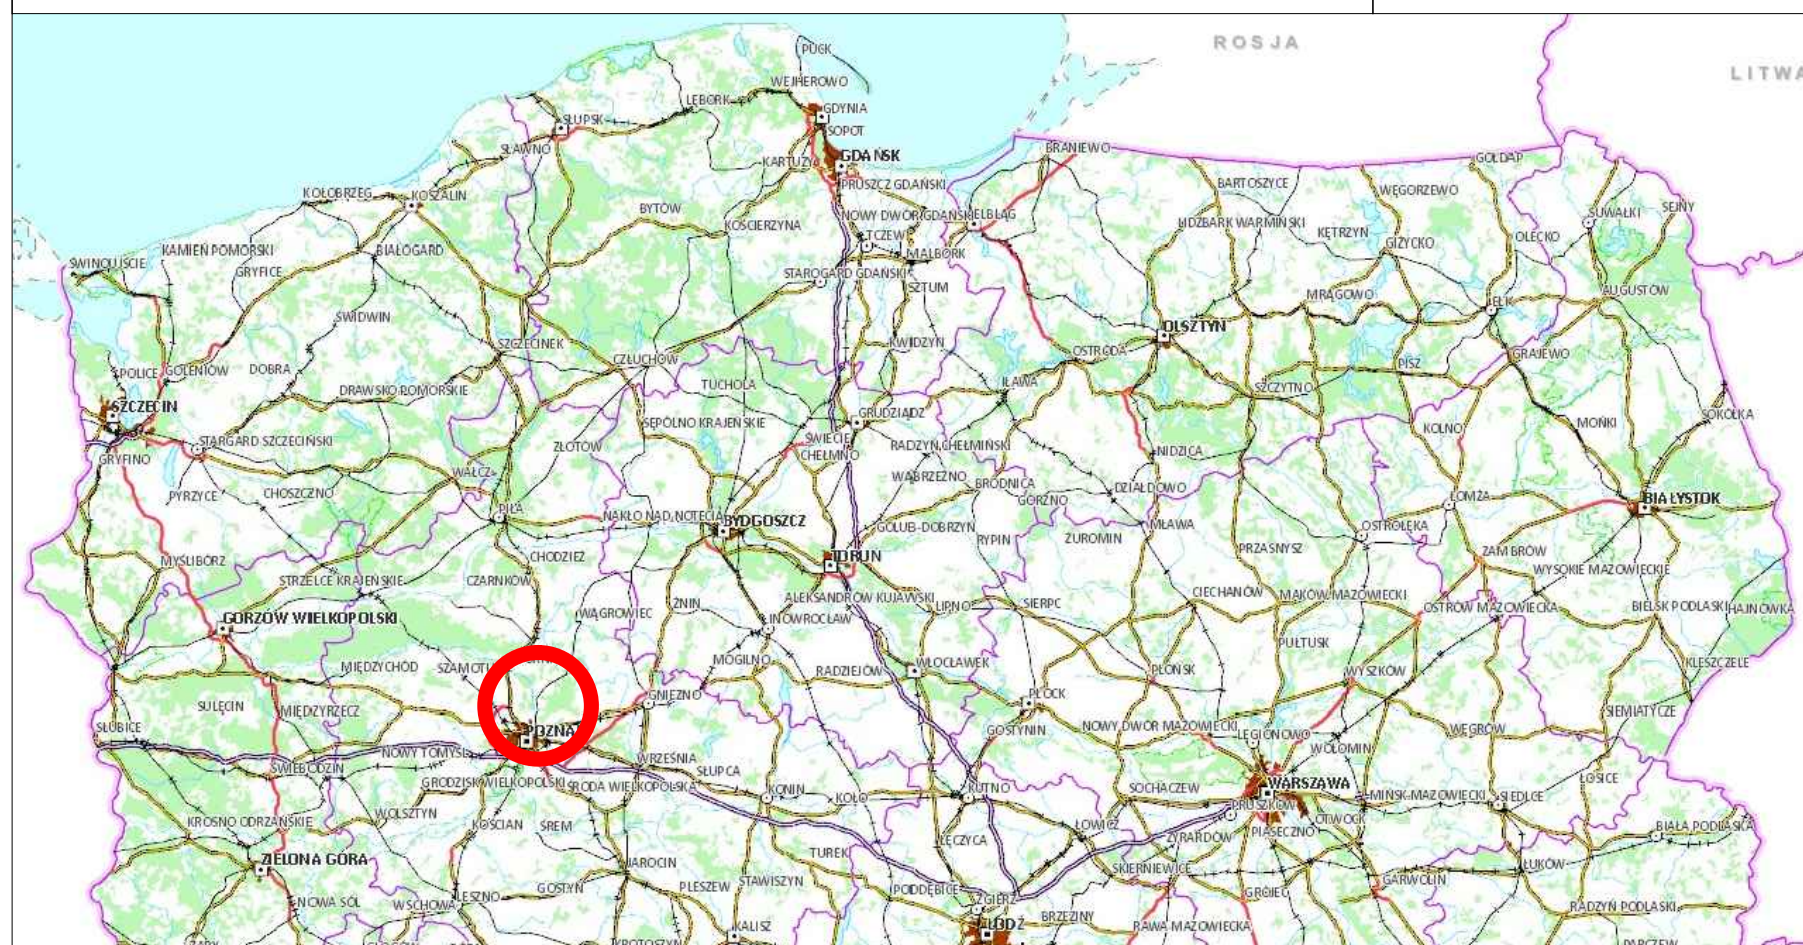 ROSJA
LITWA
PUCK
WEJHEROWO
LĘBORK
GDYNIA
SŁUPSK
SOPOT
SŁAWNO
KARTUZY
GDAŃSK
BRANIEWO
GOŁDAP
PRUSZCZ GDAŃSKI
BARTOSZYCE
WĘGORZEWO
KOŁOBRZEG
KOSZALIN
BYTÓW
KOŚCIERZYNA
NOWY DWÓR GDAŃSKI
ELBLĄG
LIDZBARK WARMIŃSKI
KĘTRZYN
SUWAŁKI
SEJNY
TCZEW
GIŻYCKO
OLECKO
KAMIEŃ POMORSKI
BIAŁOGARD
MALBORK
ŚWINOUJŚCIE
GRYFICE
STAROGARD GDAŃSKI
SZTUM
MRĄGOWO
EŁK
AUGUSTÓW
ŚWIDWIN
OLSZTYN
SZCZECINEK
KWIDZYN
OSTRÓDA
GRAJEWO
CZŁUCHÓW
PISZ
POLICE
GOLENIÓW
DOBRA
TUCHOLA
IŁAWA
SZCZYTNO
DRAWSKO POMORSKIE
SZCZECIN
GRUDZIĄDZ
SOKÓŁKA
SĘPÓLNO KRAJEŃSKIE
MOŃKI
KOLNO
STARGARD SZCZECIŃSKI
ŚWIECIE
RADZYŃ CHEŁMIŃSKI
ZŁOTÓW
CHEŁMNO
NIDZICA
GRYFINO
WAŁCZ
WĄBRZEŹNO
BRODNICA
DZIAŁDOWO
PYRZYCE
CHOSZCZNO
GÓRZNO
ŁOMŻA
BIAŁYSTOK
PIŁA
NAKŁO NAD NOTECIĄ
BYDGOSZCZ
GOLUB-DOBRZYŃ
MŁAWA
OSTROŁĘKA
RYPIN
ŻUROMIN
PRZASNYSZ
ZAMBRÓW
MYŚLIBÓRZ
CHODZIEŻ
TORUŃ
WYSOKIE MAZOWIECKIE
STRZELCE KRAJEŃSKIE
CZARNKÓW
ALEKSANDRÓW KUJAWSKI
CIECHANÓW
MAKÓW MAZOWIECKI
ŻNIN
LIPNO
SIERPC
OSTRÓW MAZOWIECKA
BIELSK PODLASKI
HAJNÓWKA
WĄGROWIEC
GORZÓW WIELKOPOLSKI
INOWROCŁAW
PUŁTUSK
MIĘDZYCHÓD
MOGILNO
RADZIEJÓW
WŁOCŁAWEK
PŁOŃSK
WYSZKÓW
KLESZCZELE
GNIEZNO
PŁOCK
SULĘCIN
MIĘDZYRZECZ
SIEMIATYCZE
SŁUBICE
POZNA
GOSTYNIN
NOWY DWÓR MAZOWIECKI
LEGIONOWO
WĘGRÓW
NOWY TOMYŚL
WOŁOMIN
WRZEŚNIA
ŚWIEBODZIN
SŁUPCA
ŁOSICE
GRODZISK WIELKOPOLSKI
ŚRODA WIELKOPOLSKA
KONIN
KOŁO
KUTNO
SOCHACZEW
WARSZAWA
MIŃSK MAZOWIECKI
SIEDLCE
PRUSZKÓW
WOLSZTYN
OTWOCK
KROSNO ODRZAŃSKIE
KOŚCIAN
ŚREM
ŁOWICZ
ŻYRARDÓW
PIASECZNO
BIAŁA PODLASKA
ŁĘCZYCA
ZIELONA GÓRA
JAROCIN
TUREK
SKIERNIEWICE
ŁUKÓW
GOSTYŃ
PLESZEW
STAWISZYN
PODDĘBICE
GRÓJEC
GARWOLIN
NOWA SÓL
WSCHOWA
LESZNO
ZGIERZ
BRZEZINY
RADZYŃ PODLASKI
KALISZ
ŁÓDŹ
RAWA MAZOWIECKA